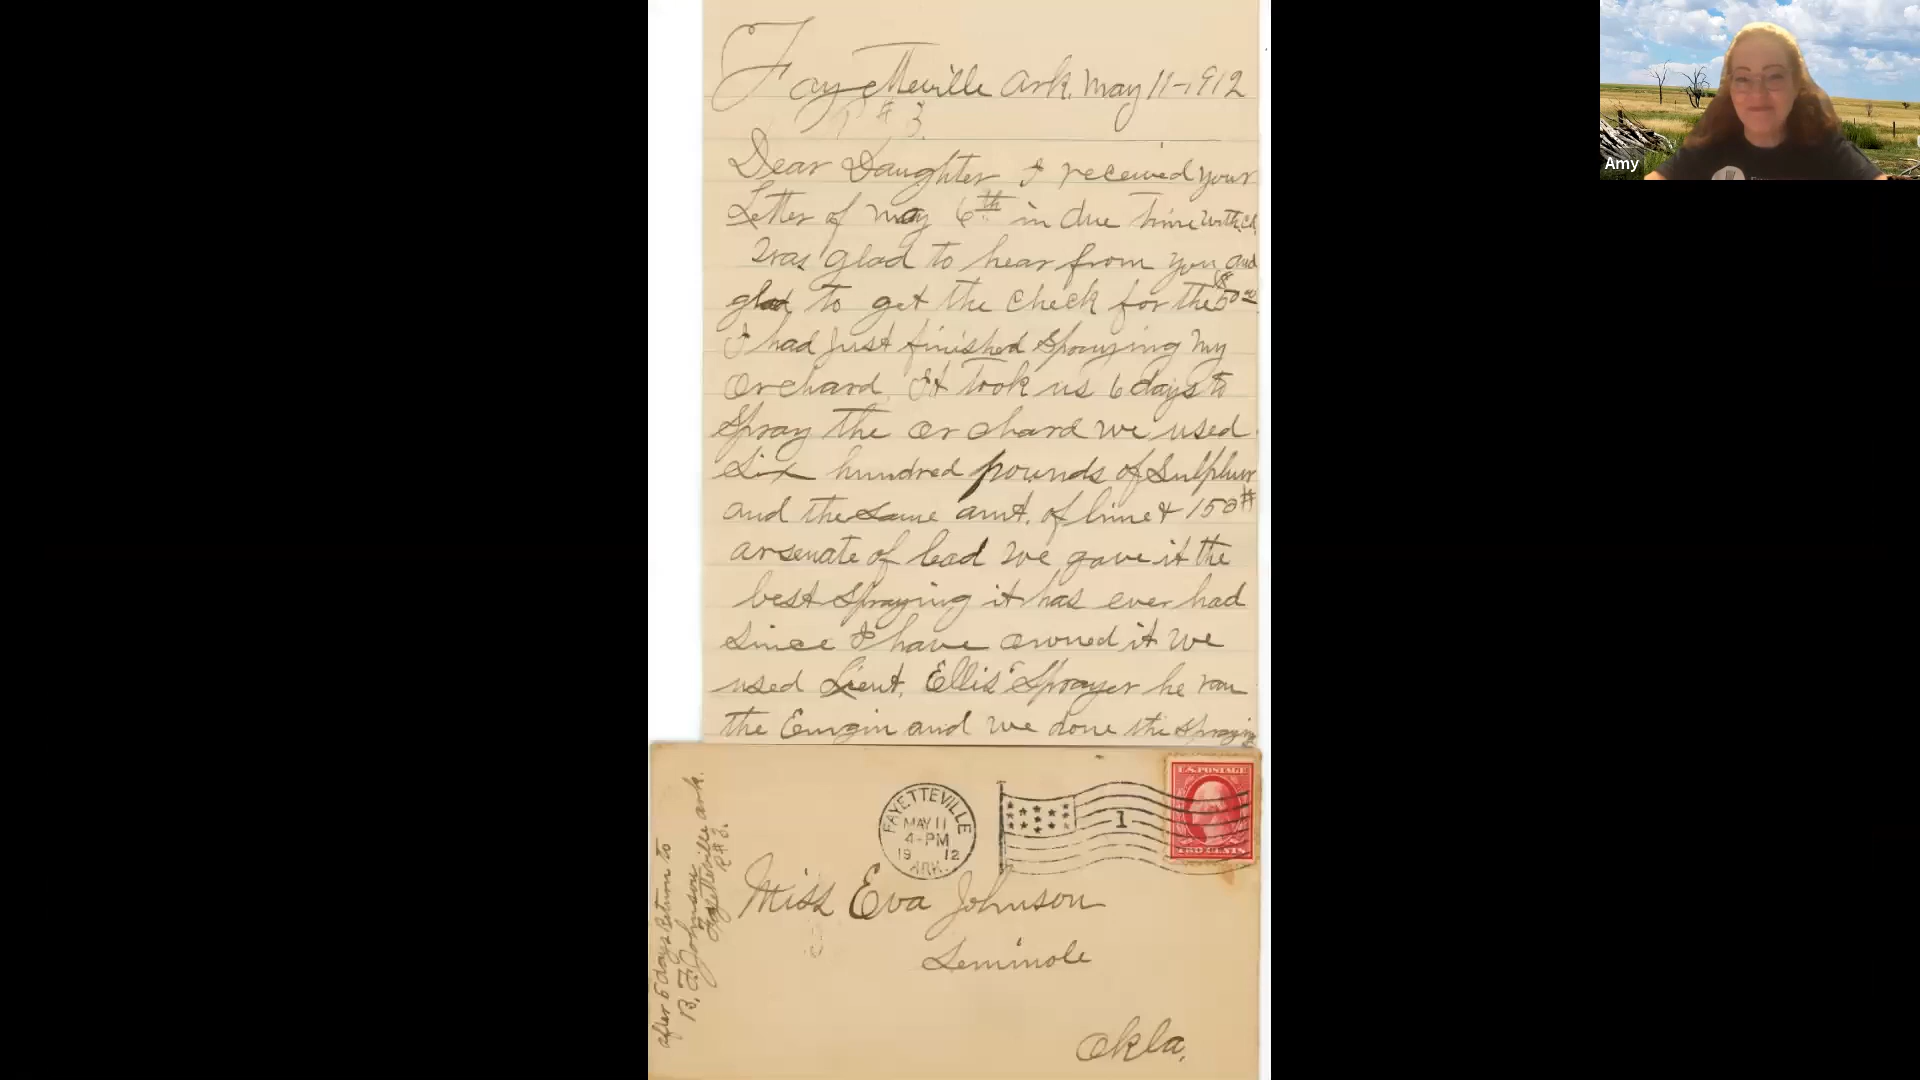 Fayetteville Ark. May 11-1912
R # 3.
Dear Daughter I received your
Letter of may 6th in due Time with ck
Was glad to hear from you and
glad to get the check for the $50.00
I had Just finished Spraying My
Orchard, It Took us 6 days to
Spray the orchard we used
Six hundred pounds of Sulphur
and the same amt. of lime & 150#
arsenate of lead we gave it the
best Spraying it has ever had
Since I have owned it we
used Lieut. Ellis' Sprayer he ran
the Enngin and we done the spraying
U.S. POSTAGE
TWO CENTS
FAYETTEVILLE
MAY 11
4-PM
1912
ARK.
1
after 5 days Return to
B. F. Johnson
Fayetteville Ark.
R # 3.
Miss Eva Johnson
Seminole
Okla,
Amy